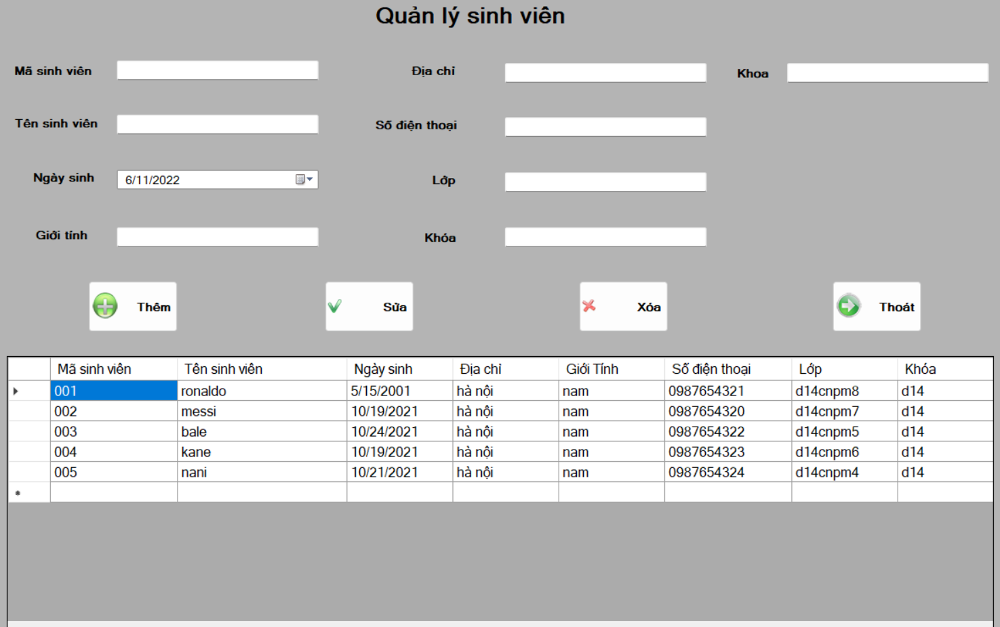 Quản lý sinh viên
Mã sinh viên Địa chỉ Khoa
Tên sinh viên Số điện thoại
Ngày sinh 6/11/2022 Lớp
Giới tính Khóa
Thêm Sửa Xóa Thoát
Mã sinh viên Tên sinh viên Ngày sinh Địa chỉ Giới Tính Số điện thoại Lớp Khóa
001 ronaldo 5/15/2001 hà nội nam 0987654321 d14cnpm8 d14
002 messi 10/19/2021 hà nội nam 0987654320 d14cnpm7 d14
003 bale 10/24/2021 hà nội nam 0987654322 d14cnpm5 d14
004 kane 10/19/2021 hà nội nam 0987654323 d14cnpm6 d14
005 nani 10/21/2021 hà nội nam 0987654324 d14cnpm4 d14